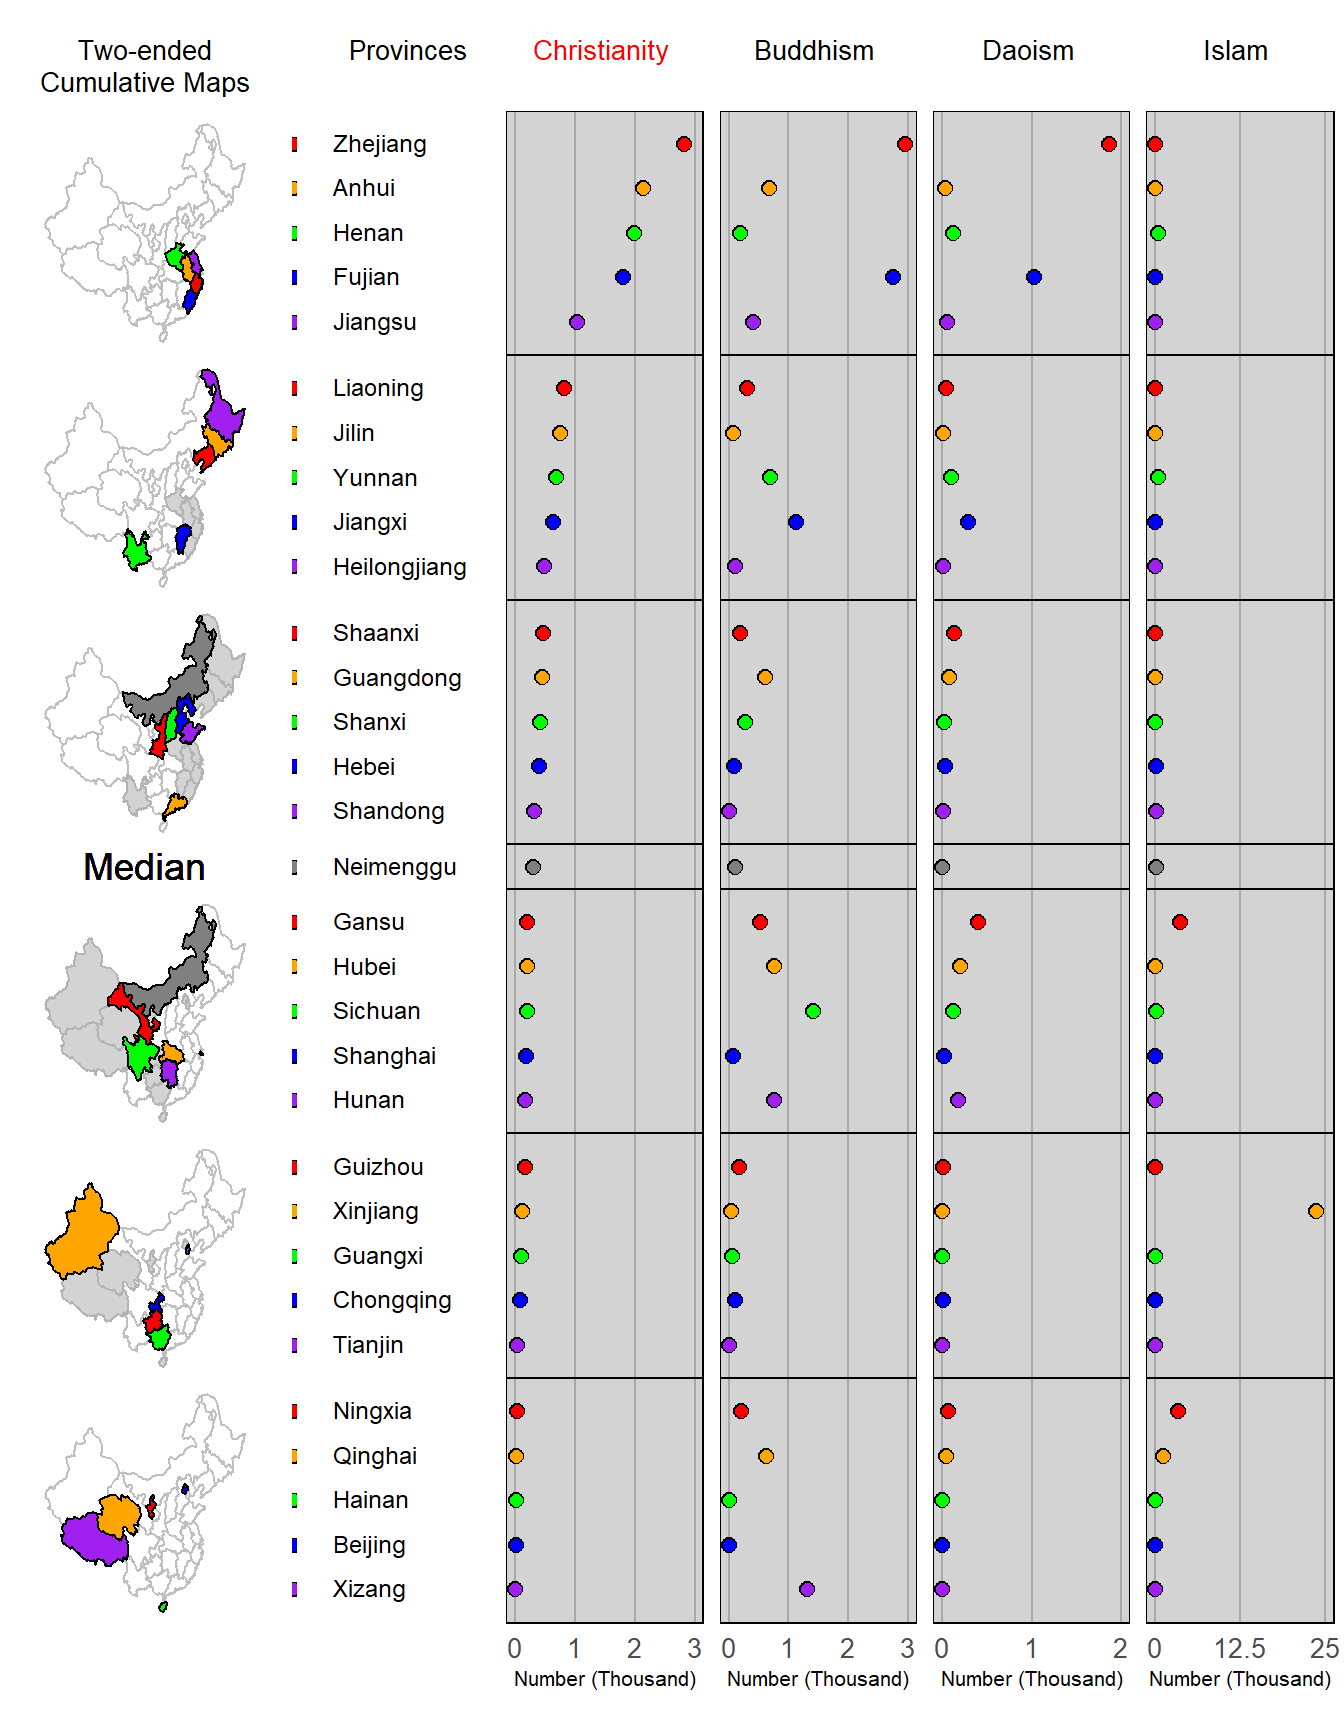 Two-ended
Cumulative Maps
Provinces
Christianity
Buddhism
Daoism
Islam
Zhejiang
Anhui
Henan
Fujian
Jiangsu
Liaoning
Jilin
Yunnan
Jiangxi
Heilongjiang
Shaanxi
Guangdong
Shanxi
Hebei
Shandong
Median
Neimenggu
Gansu
Hubei
Sichuan
Shanghai
Hunan
Guizhou
Xinjiang
Guangxi
Chongqing
Tianjin
Ningxia
Qinghai
Hainan
Beijing
Xizang
0 1 2 3
0 1 2 3
0 1 2
0 12.5 25
Number (Thousand)
Number (Thousand)
Number (Thousand)
Number (Thousand)